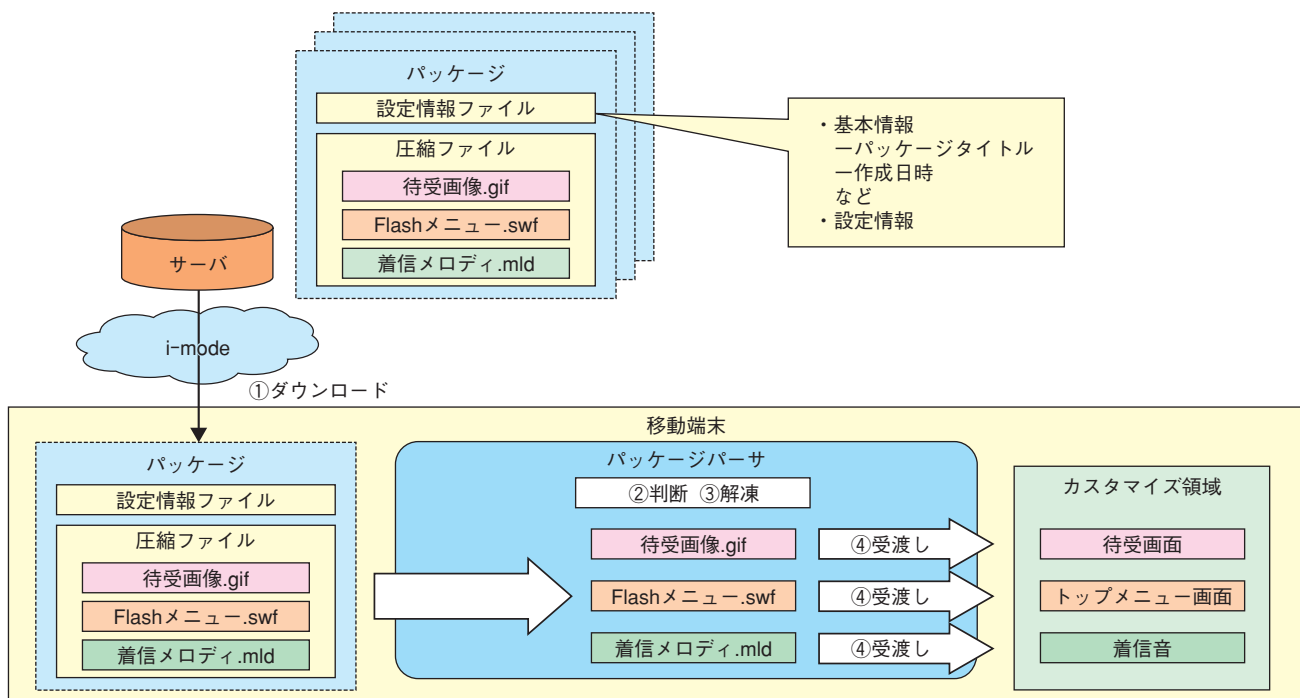 パッケージ
設定情報ファイル
圧縮ファイル
待受画像.gif
Flashメニュー.swf
着信メロディ.mld
・基本情報
ーパッケージタイトル
ー作成日時
など
・設定情報
サーバ
i-mode
①ダウンロード
移動端末
パッケージ
設定情報ファイル
圧縮ファイル
待受画像.gif
Flashメニュー.swf
着信メロディ.mld
パッケージパーサ
②判断 ③解凍
待受画像.gif
④受渡し
Flashメニュー.swf
④受渡し
着信メロディ.mld
④受渡し
カスタマイズ領域
待受画面
トップメニュー画面
着信音